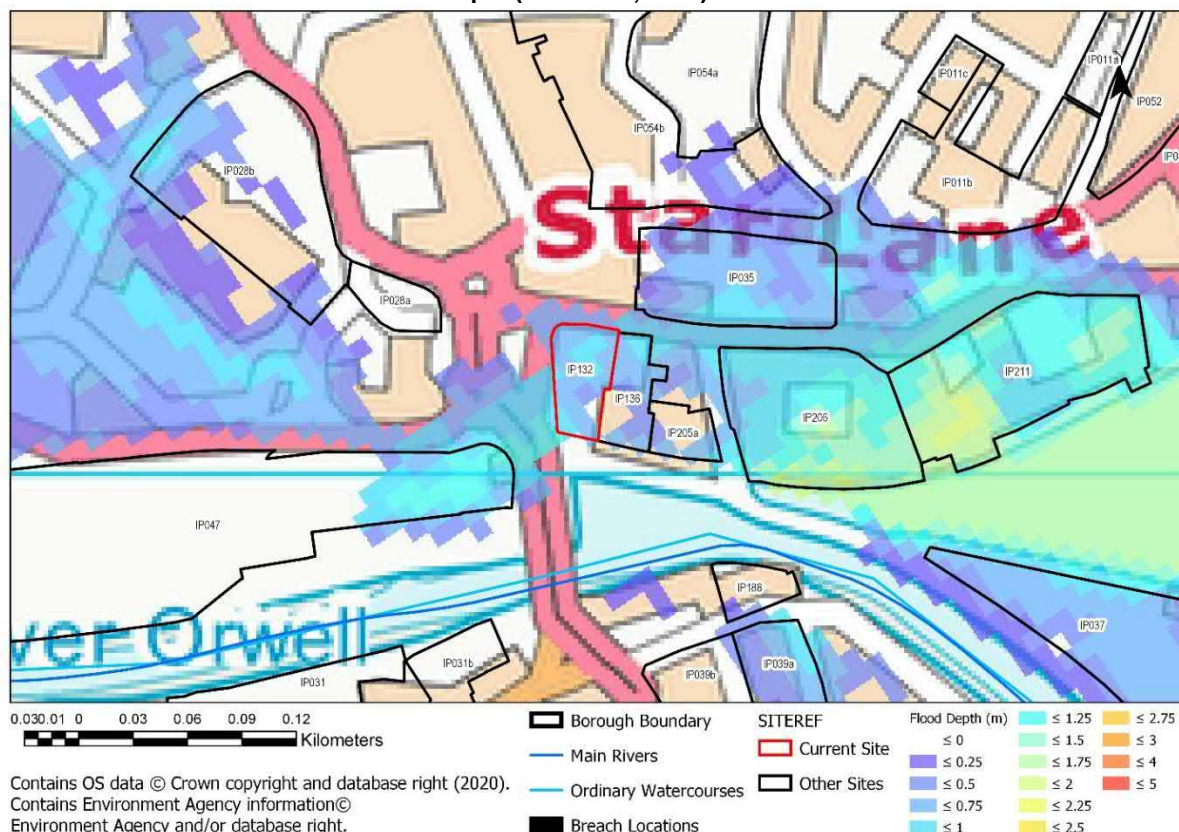 IP054a
IP011c
IP011a
IP052
IP054b
IP028b
IP011b
Star Lane
IP035
IP028a
IP132
IP136
IP211
IP206
IP205a
IP047
IP188
IP037
ver Orwell
IP031b
IP031
IP039a
IP039b
0.030.01 0 0.03 0.06 0.09 0.12
Kilometers
Contains OS data © Crown copyright and database right (2020).
Contains Environment Agency information©
Environment Agency and/or database right.
Borough Boundary
Main Rivers
Ordinary Watercourses
Breach Locations
SITEREF
Current Site
Other Sites
Flood Depth (m)
≤ 0
≤ 0.25
≤ 0.5
≤ 0.75
≤ 1
≤ 1.25
≤ 1.5
≤ 1.75
≤ 2
≤ 2.25
≤ 2.5
≤ 2.75
≤ 3
≤ 4
≤ 5